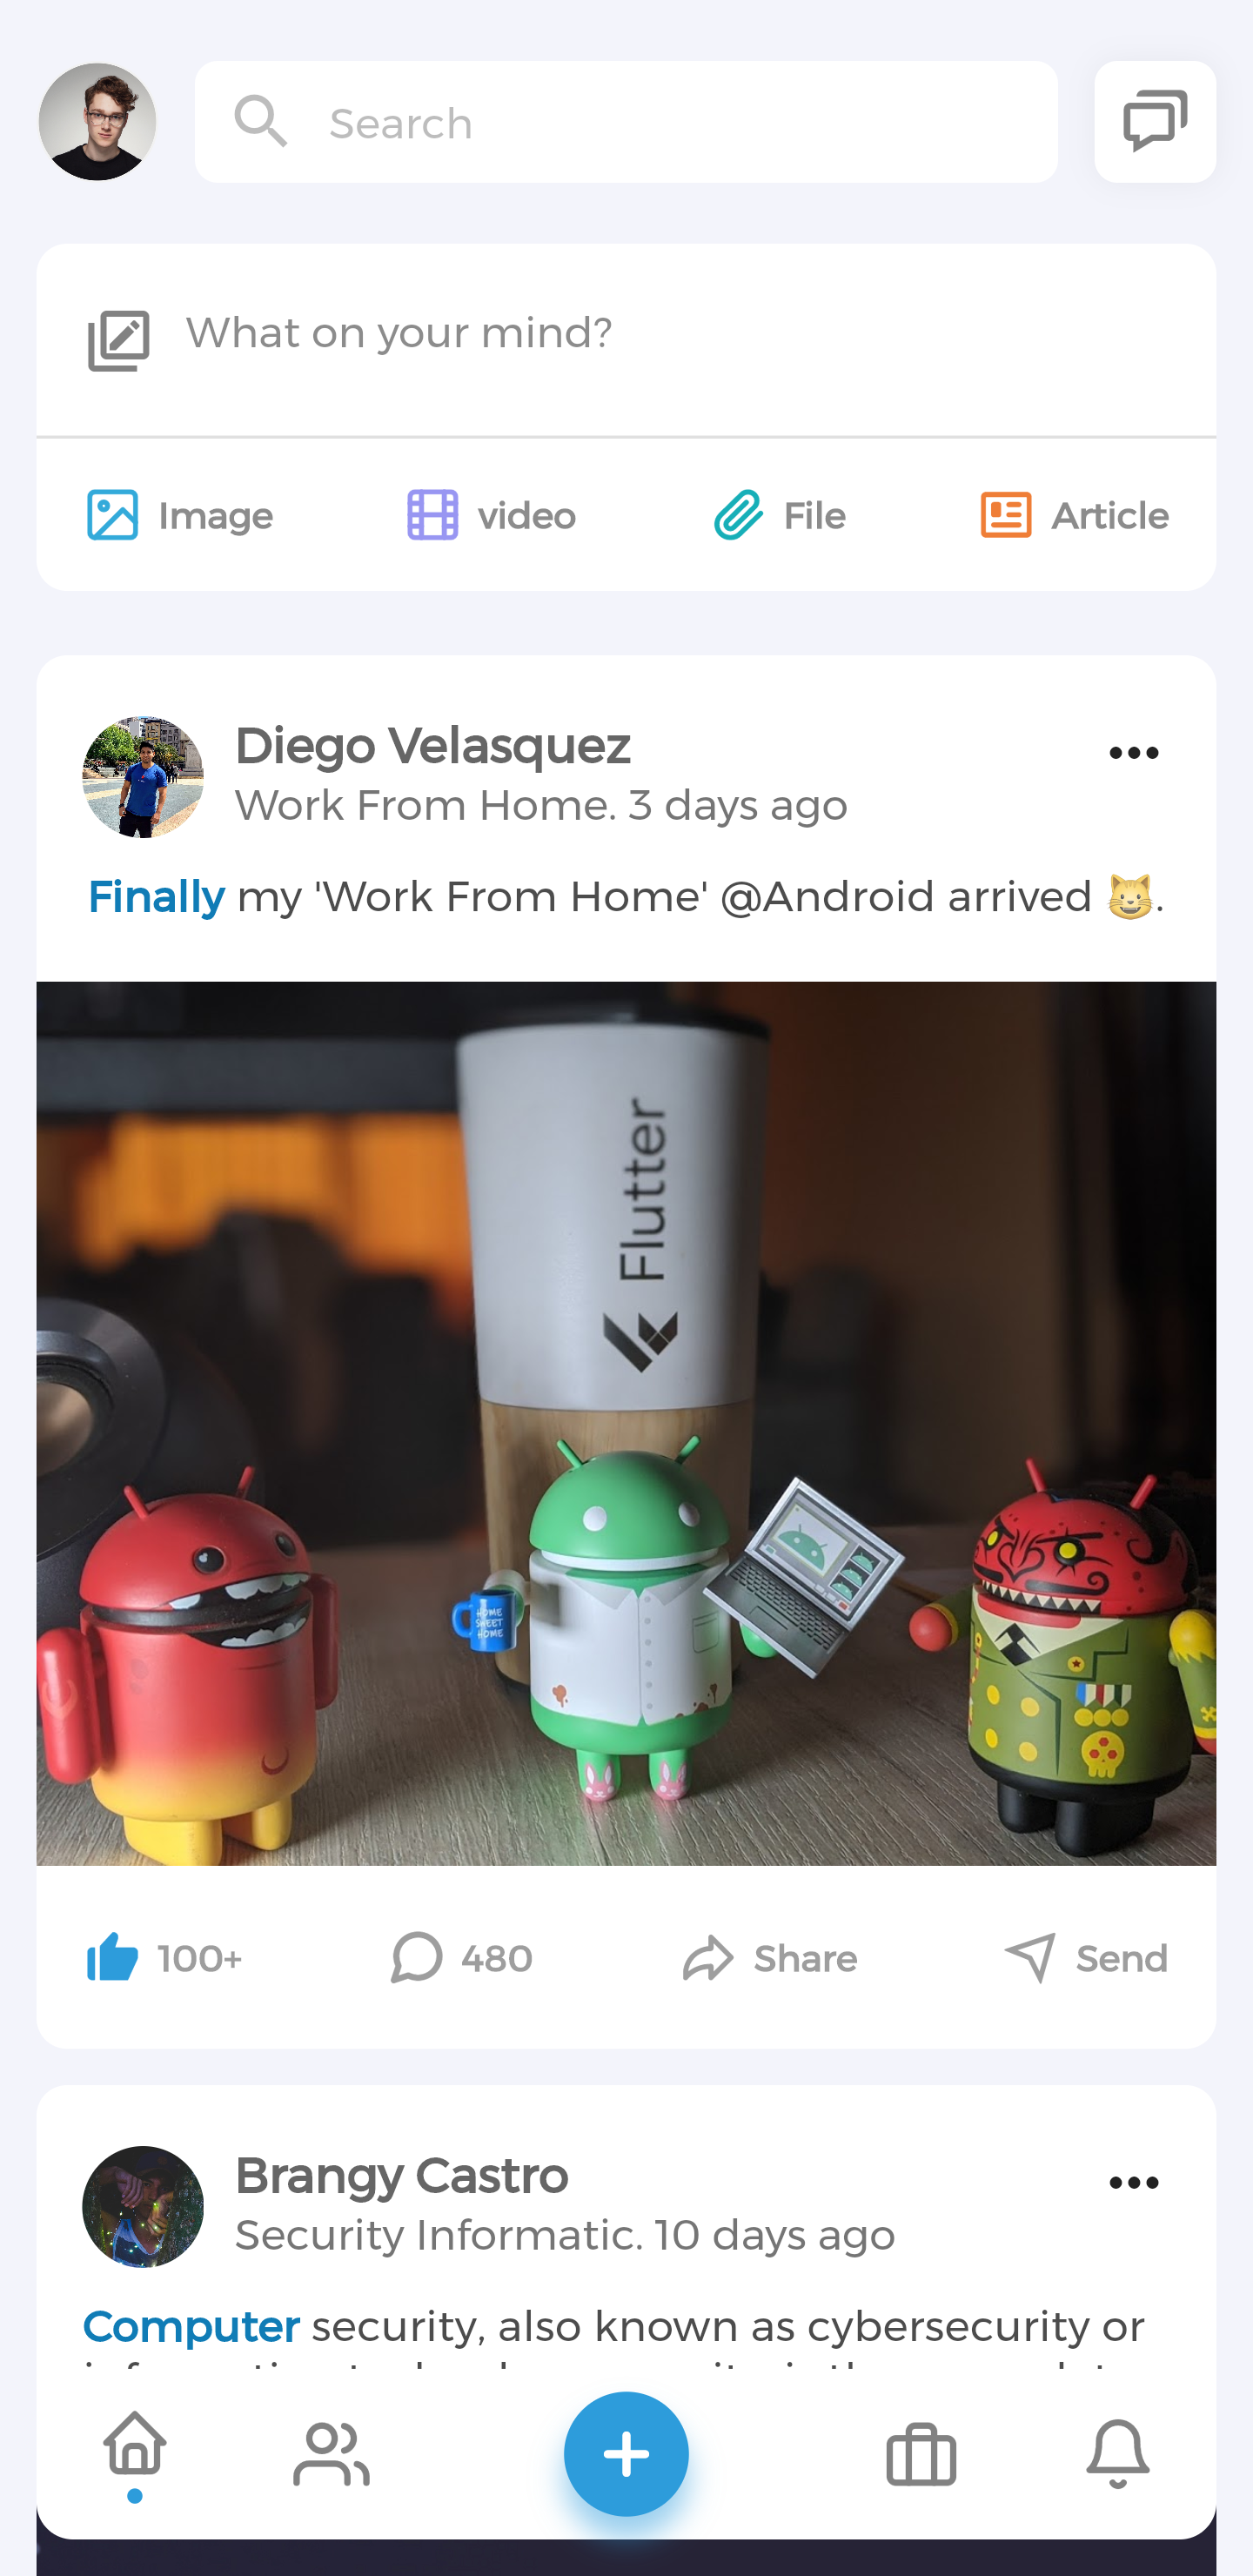 Search
What on your mind?
Image video File Article
Diego Velasquez
Work From Home. 3 days ago
Finally my 'Work From Home' @Android arrived 😺.
Flutter
HOME
SWEET
HOME
100+ 480 Share Send
Brangy Castro
Security Informatic. 10 days ago
Computer security, also known as cybersecurity or